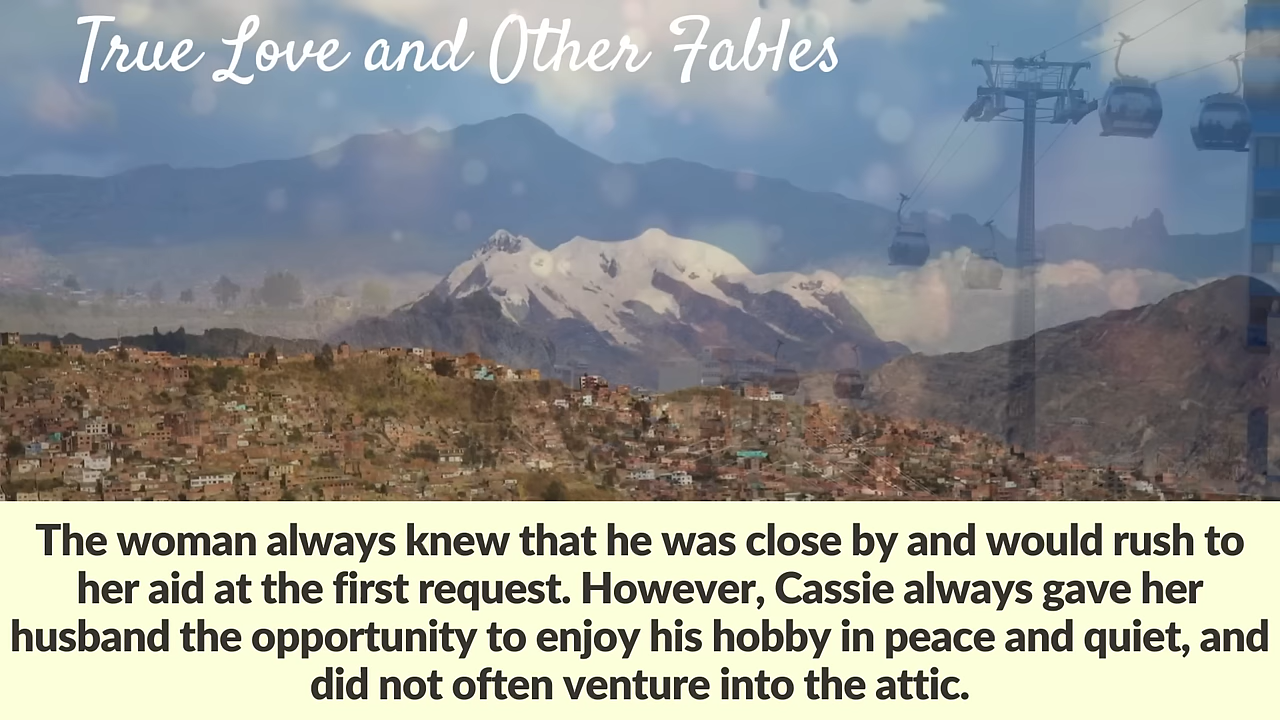 True Love and Other Fables
The woman always knew that he was close by and would rush to
her aid at the first request. However, Cassie always gave her
husband the opportunity to enjoy his hobby in peace and quiet, and
did not often venture into the attic.